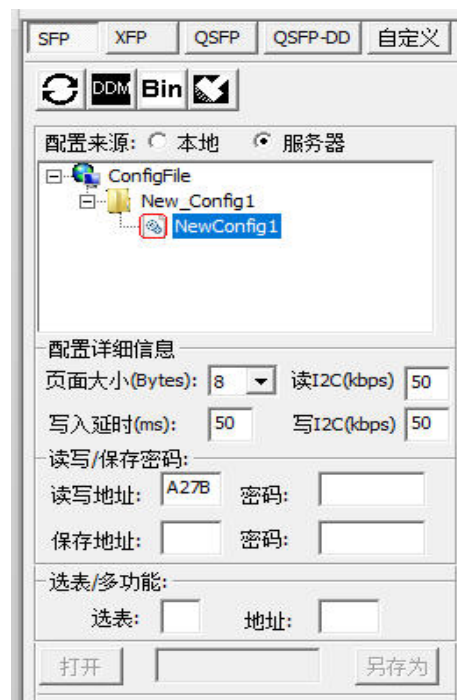 SFP XFP QSFP QSFP-DD 自定义
DDM Bin
配置来源: 本地 服务器
ConfigFile
New_Config1
NewConfig1
配置详细信息
页面大小(Bytes): 8 读I2C(kbps) 50
写入延时(ms): 50 写I2C(kbps) 50
读写/保存密码:
读写地址: A27B 密码:
保存地址: 密码:
选表/多功能:
选表: 地址:
打开 另存为